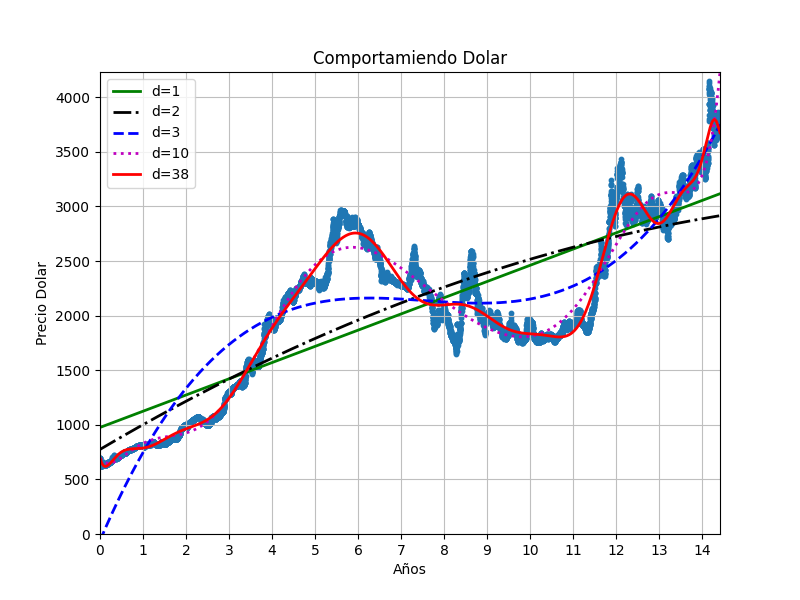 Comportamiendo Dolar
d=1
d=2
d=3
d=10
d=38
Precio Dolar
4000
3500
3000
2500
2000
1500
1000
500
0
0 1 2 3 4 5 6 7 8 9 10 11 12 13 14
Años